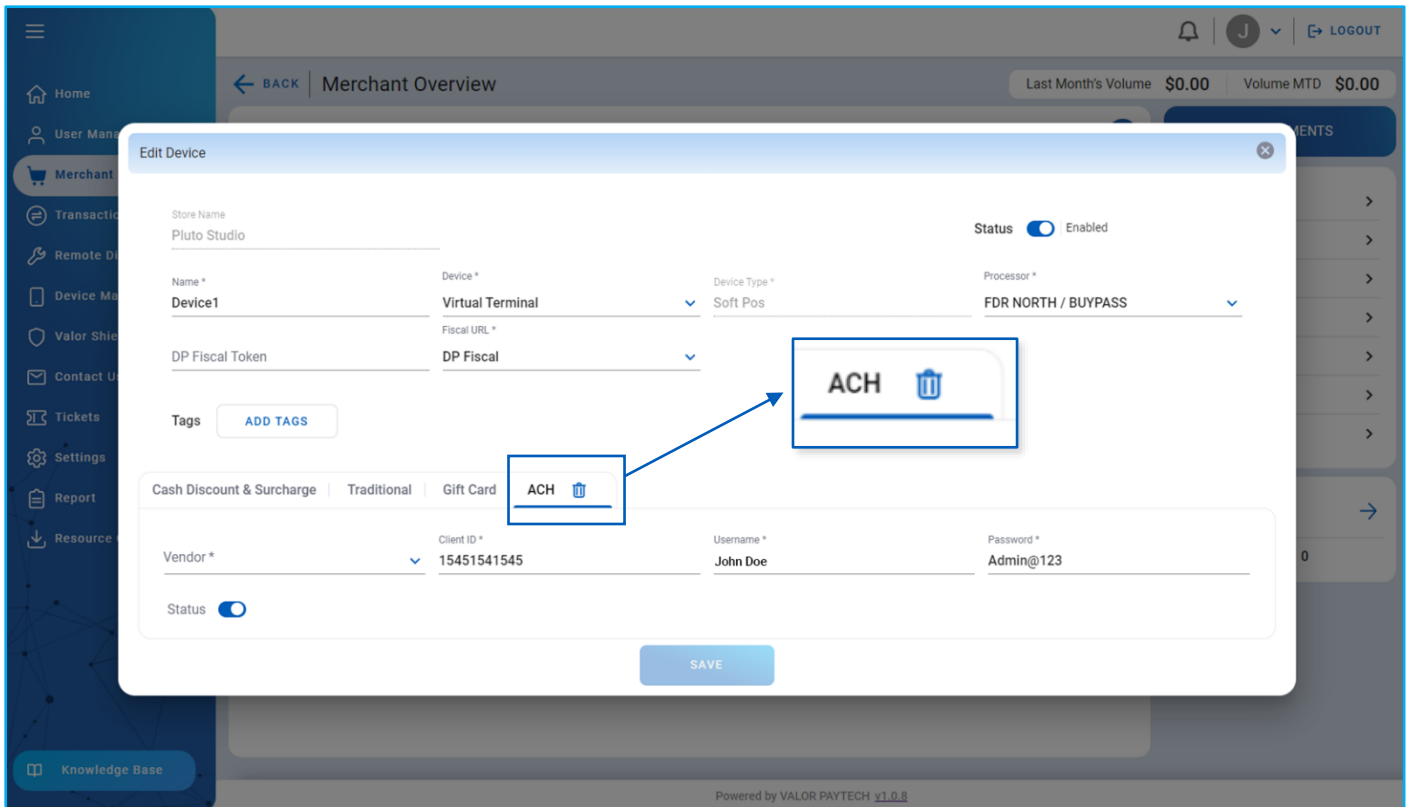 J
LOGOUT
BACK
Merchant Overview
Last Month's Volume $0.00
Volume MTD $0.00
Home
User Mana
Merchant
Transactic
Remote Di
Device Ma
Valor Shie
Contact U
Tickets
Settings
Report
Resource
Knowledge Base
MENTS
Edit Device
Store Name
Pluto Studio
Status Enabled
Name *
Device1
Device *
Virtual Terminal
Device Type *
Soft Pos
Processor *
FDR NORTH / BUYPASS
DP Fiscal Token
Fiscal URL *
DP Fiscal
ACH
Tags ADD TAGS
Cash Discount & Surcharge Traditional Gift Card ACH
Vendor *
Client ID *
15451541545
Username *
John Doe
Password *
Admin@123
Status
SAVE
0
Powered by VALOR PAYTECH v1.0.8